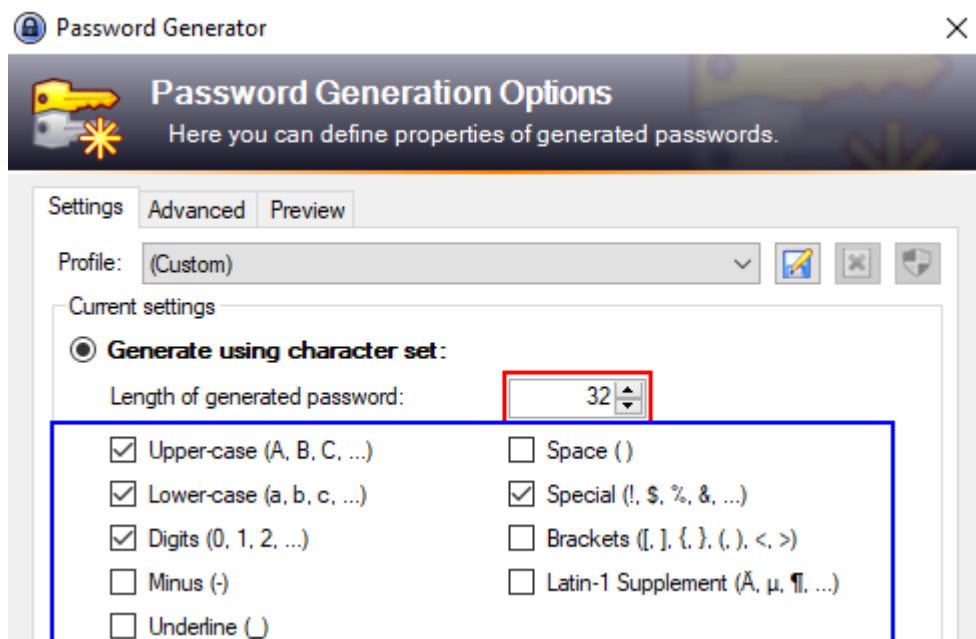 Password Generator
Password Generation Options
Here you can define properties of generated passwords.
Settings Advanced Preview
Profile: (Custom)
Current settings
Generate using character set:
Length of generated password: 32
Upper-case (A, B, C, ...) Space ( )
Lower-case (a, b, c, ...) Special (!, $, %, &, ...)
Digits (0, 1, 2, ...) Brackets ([, ], {, }, (, ), <, >)
Minus (-) Latin-1 Supplement (Ä, µ, ¶, ...)
Underline (_)